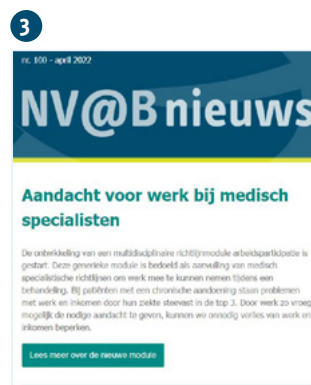 3
nr. 100 - april 2022
NV@Bnieuws
Aandacht voor werk bij medisch
specialisten
De ontwikkeling van een multidisciplinaire richtlijnmodule arbeidsparticipatie is
gestart. Deze generieke module is bedoeld als aanvulling van medisch
specialistische richtlijnen om werk mee te kunnen nemen tijdens een
behandeling. Bij patiënten met een chronische aandoening staan problemen
met werk en inkomen door hun ziekte steevast in de top 3. Door werk zo vroeg
mogelijk de nodige aandacht te geven, kunnen we onnodig verlies van werk en
inkomen beperken.
Lees meer over de nieuwe module